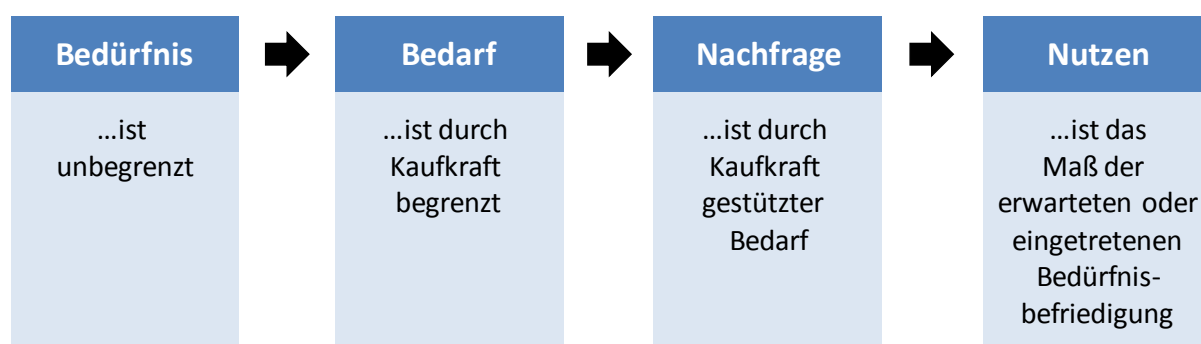 Bedürfnis
...ist
unbegrenzt
Bedarf
...ist durch
Kaufkraft
begrenzt
Nachfrage
...ist durch
Kaufkraft
gestützter
Bedarf
Nutzen
...ist das
Maß der
erwarteten oder
eingetretenen
Bedürfnis-
befriedigung